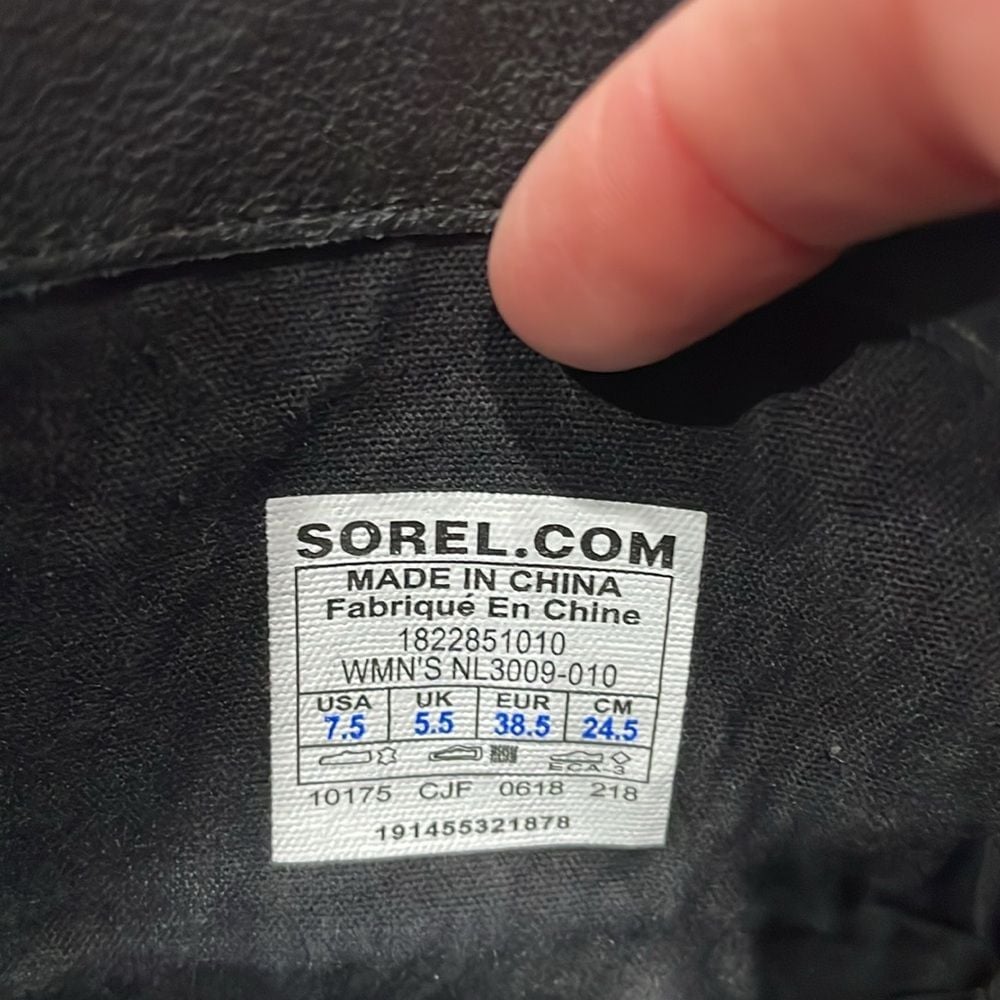 SOREL.COM
MADE IN CHINA
Fabriqué En Chine
1822851010
WMN'S NL3009-010
USA UK EUR CM
7.5 5.5 38.5 24.5
10175 CJF 0618 218
191455321878